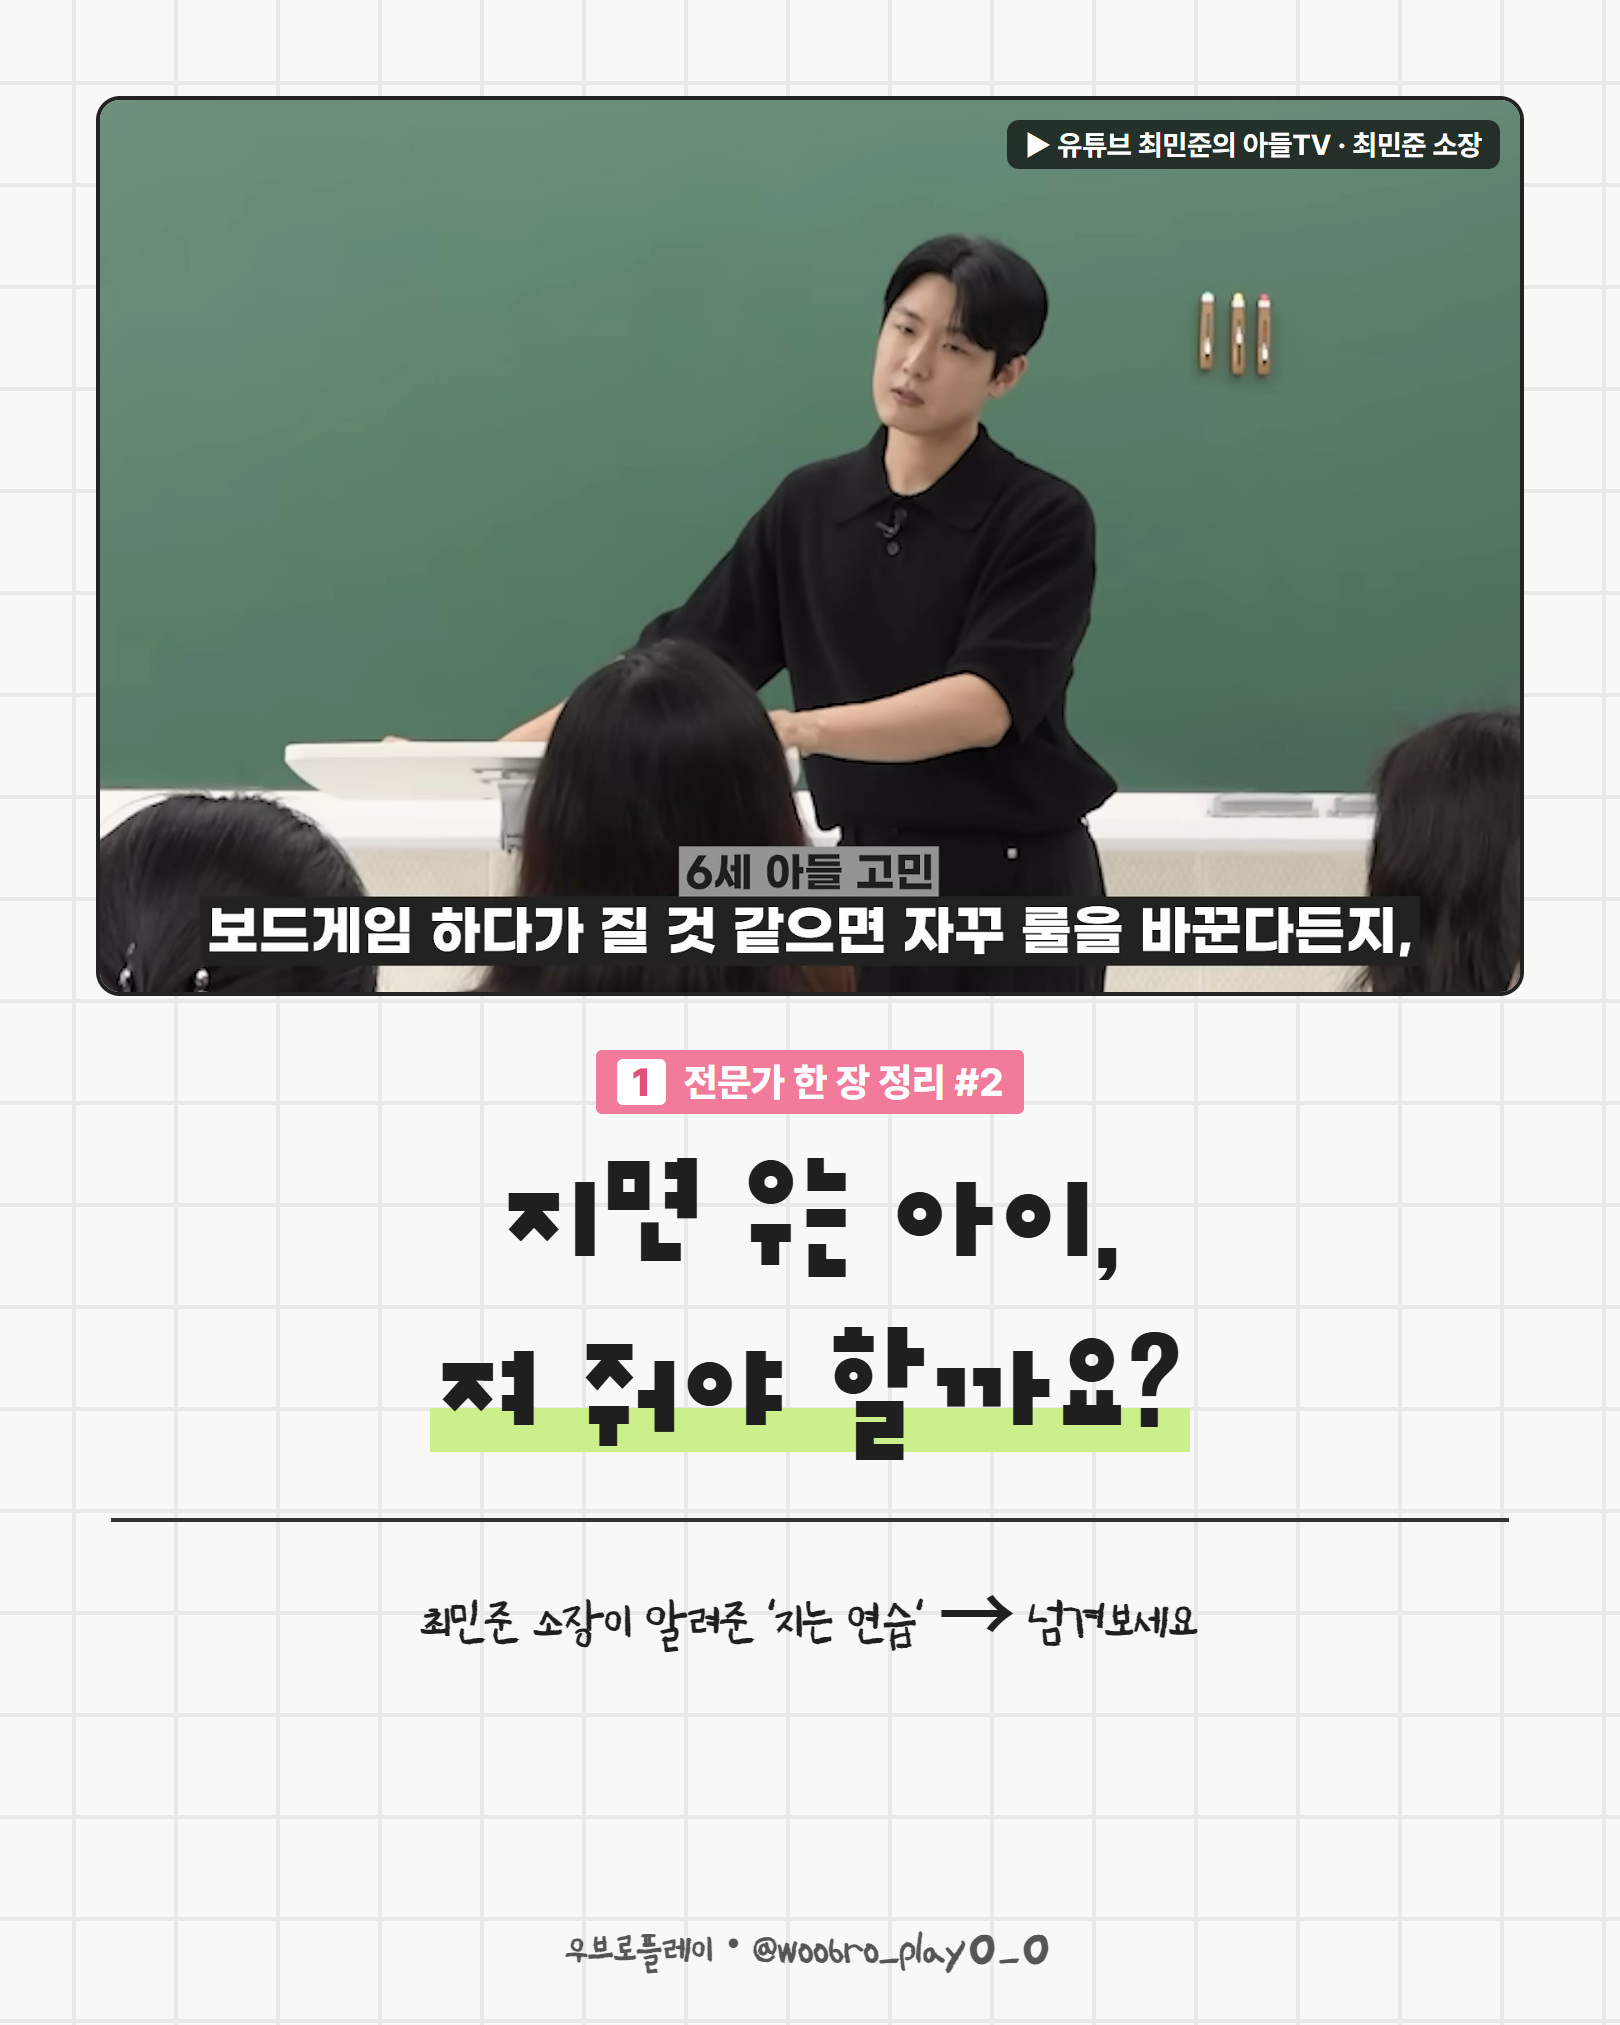 ▶ 유튜브 최민준의 아들TV · 최민준 소장
6세 아들 고민
보드게임 하다가 질 것 같으면 자꾸 룰을 바꾼다든지,
1 전문가 한 장 정리 #2
지면 우는 아이,
져 줘야 할까요?
최민준 소장이 알려준 '지는 연습' → 넘겨보세요
우브로플레이 • @woobro_play0_0